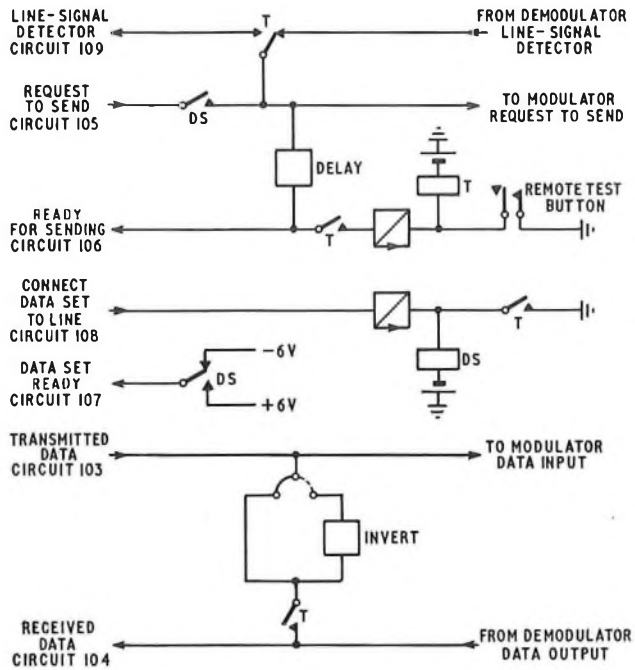 LINE-SIGNAL
DETECTOR
CIRCUIT 109
T
FROM DEMODULATOR
LINE-SIGNAL
DETECTOR
REQUEST
TO SEND
CIRCUIT 105
DS
TO MODULATOR
REQUEST TO SEND
DELAY
T
REMOTE TEST
BUTTON
READY
FOR SENDING
CIRCUIT 106
T
CONNECT
DATA SET
TO LINE
CIRCUIT 108
T
DS
DATA SET
READY
CIRCUIT 107
DS
-6V
+6V
TRANSMITTED
DATA
CIRCUIT 103
TO MODULATOR
DATA INPUT
INVERT
T
RECEIVED
DATA
CIRCUIT 104
FROM DEMODULATOR
DATA OUTPUT